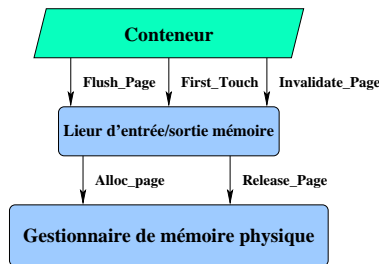 Conteneur
Flush_Page
First_Touch
Invalidate_Page
Lieur d'entrée/sortie mémoire
Alloc_page
Release_Page
Gestionnaire de mémoire physique